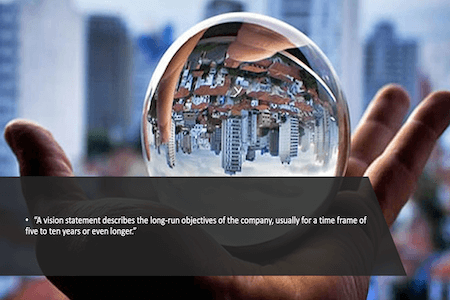 • "A vision statement describes the long-run objectives of the company, usually for a time frame of
five to ten years or even longer."